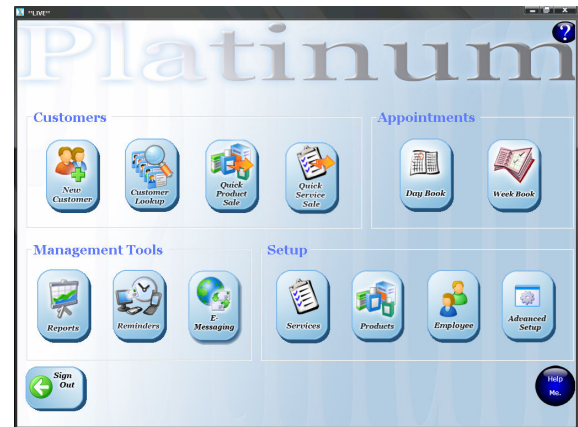 "LIVE"
Platinum
?
Customers
Appointments
New
Customer
Customer
Lookup
Quick
Product
Sale
Quick
Service
Sale
Day Book
Week Book
Management Tools
Setup
Reports
Reminders
E-
Messaging
Services
Products
Employee
Advanced
Setup
Sign
Out
Help
Me.